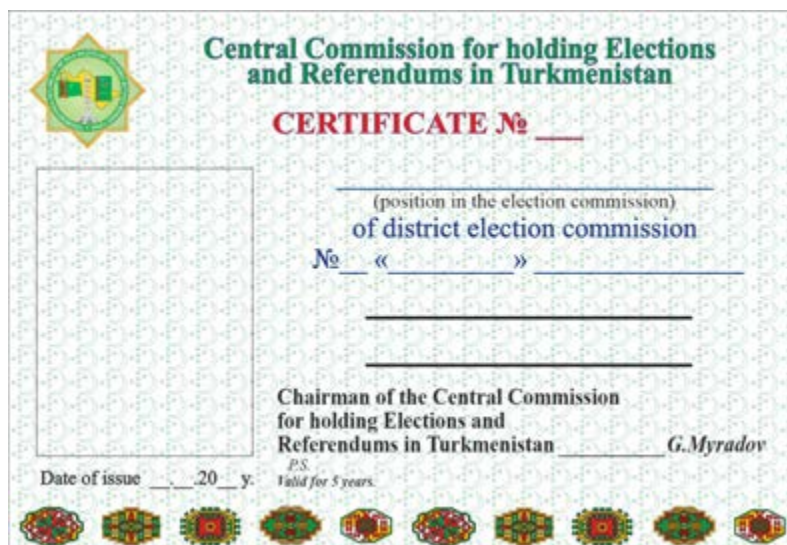 Central Commission for holding Elections
and Referendums in Turkmenistan
CERTIFICATE № ___
(position in the election commission)
of district election commission
№__ «__________» _________________
Chairman of the Central Commission
for holding Elections and
Referendums in Turkmenistan __________ G.Myradov
P.S.
Valid for 5 years.
Date of issue __.__.20__ y.